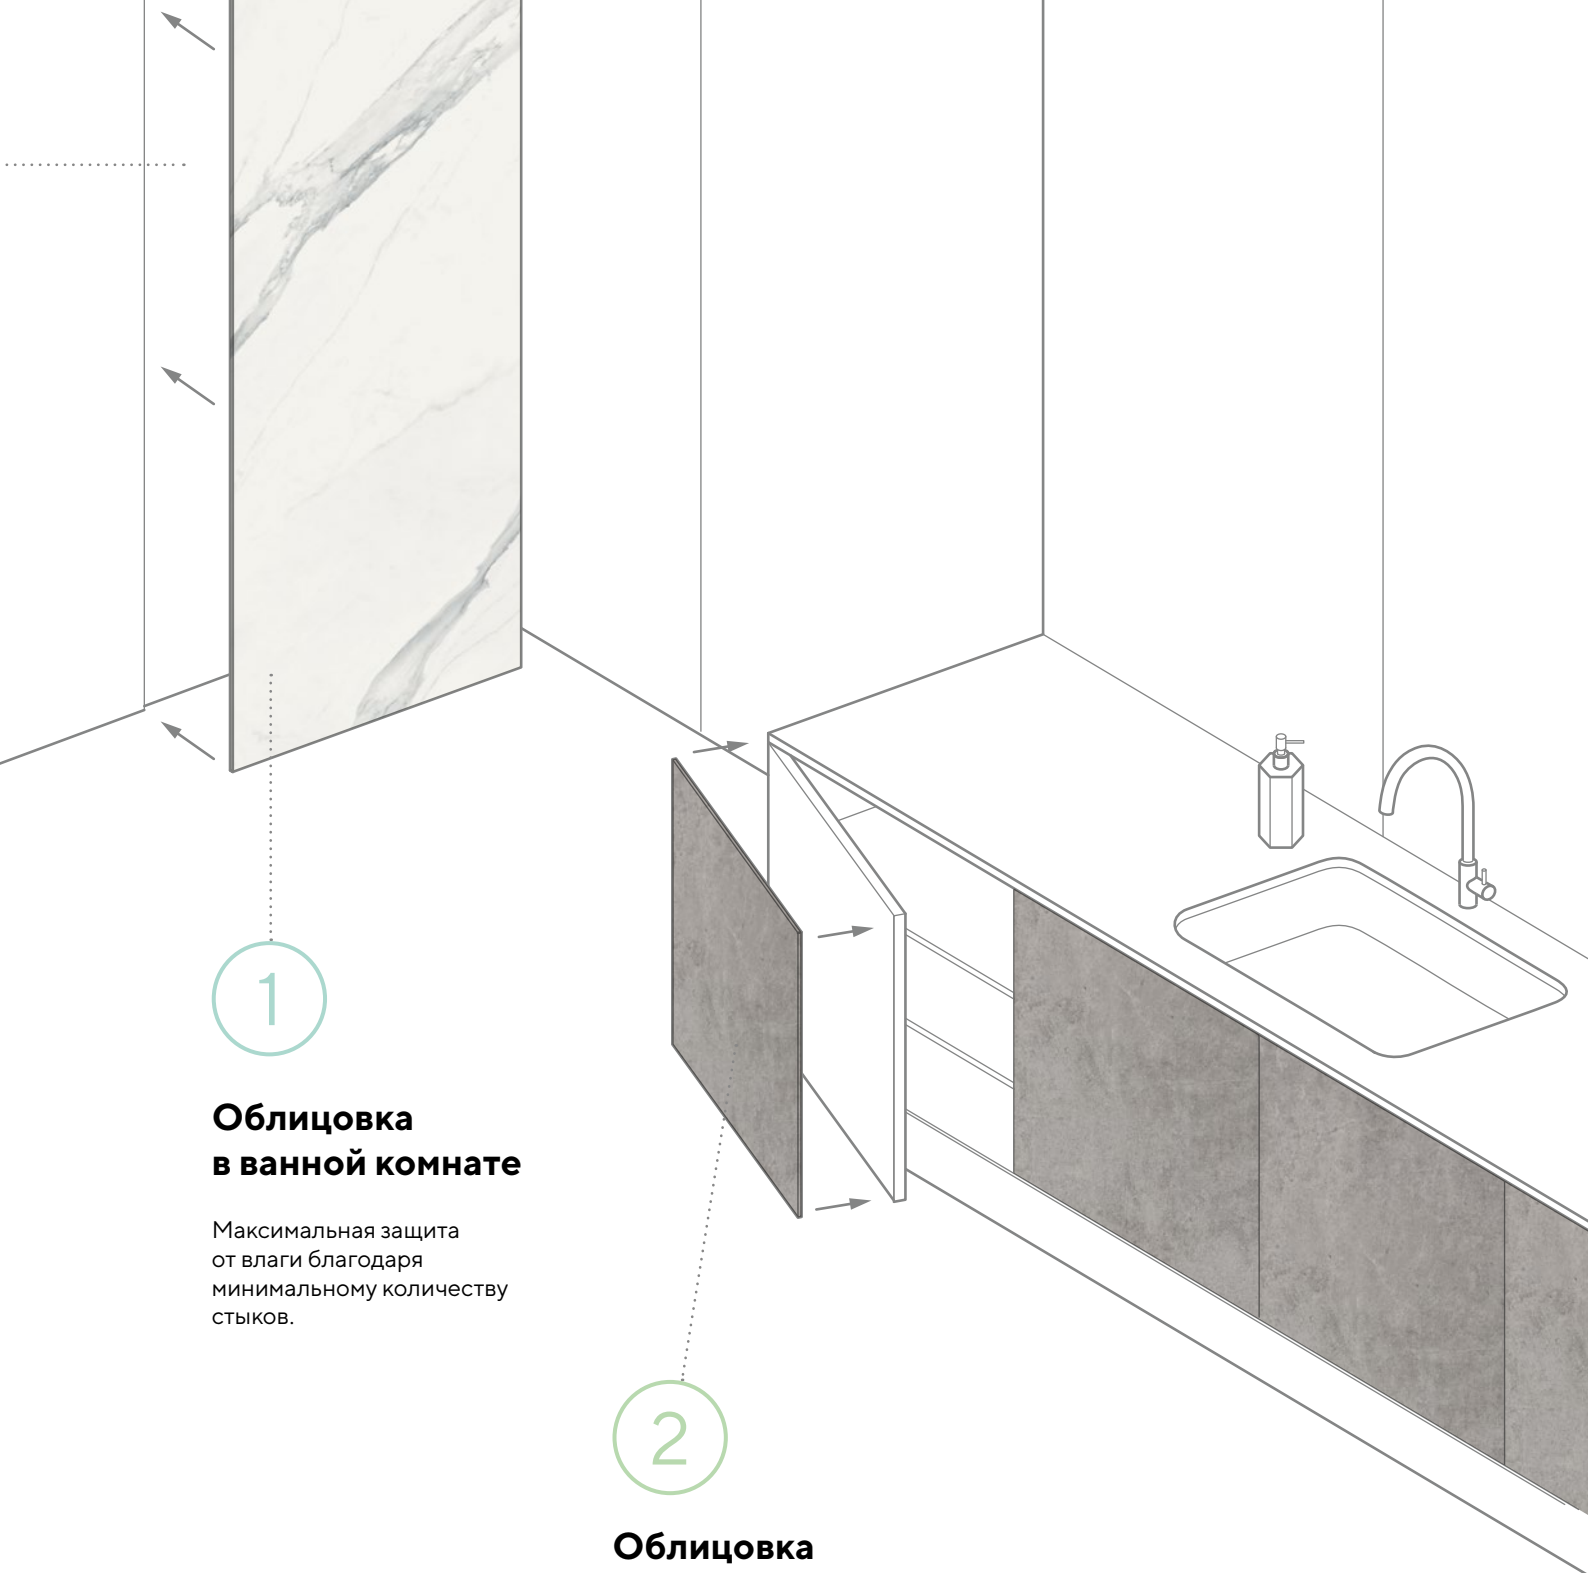 1
Облицовка
в ванной комнате
Максимальная защита
от влаги благодаря
минимальному количеству
стыков.
2
Облицовка